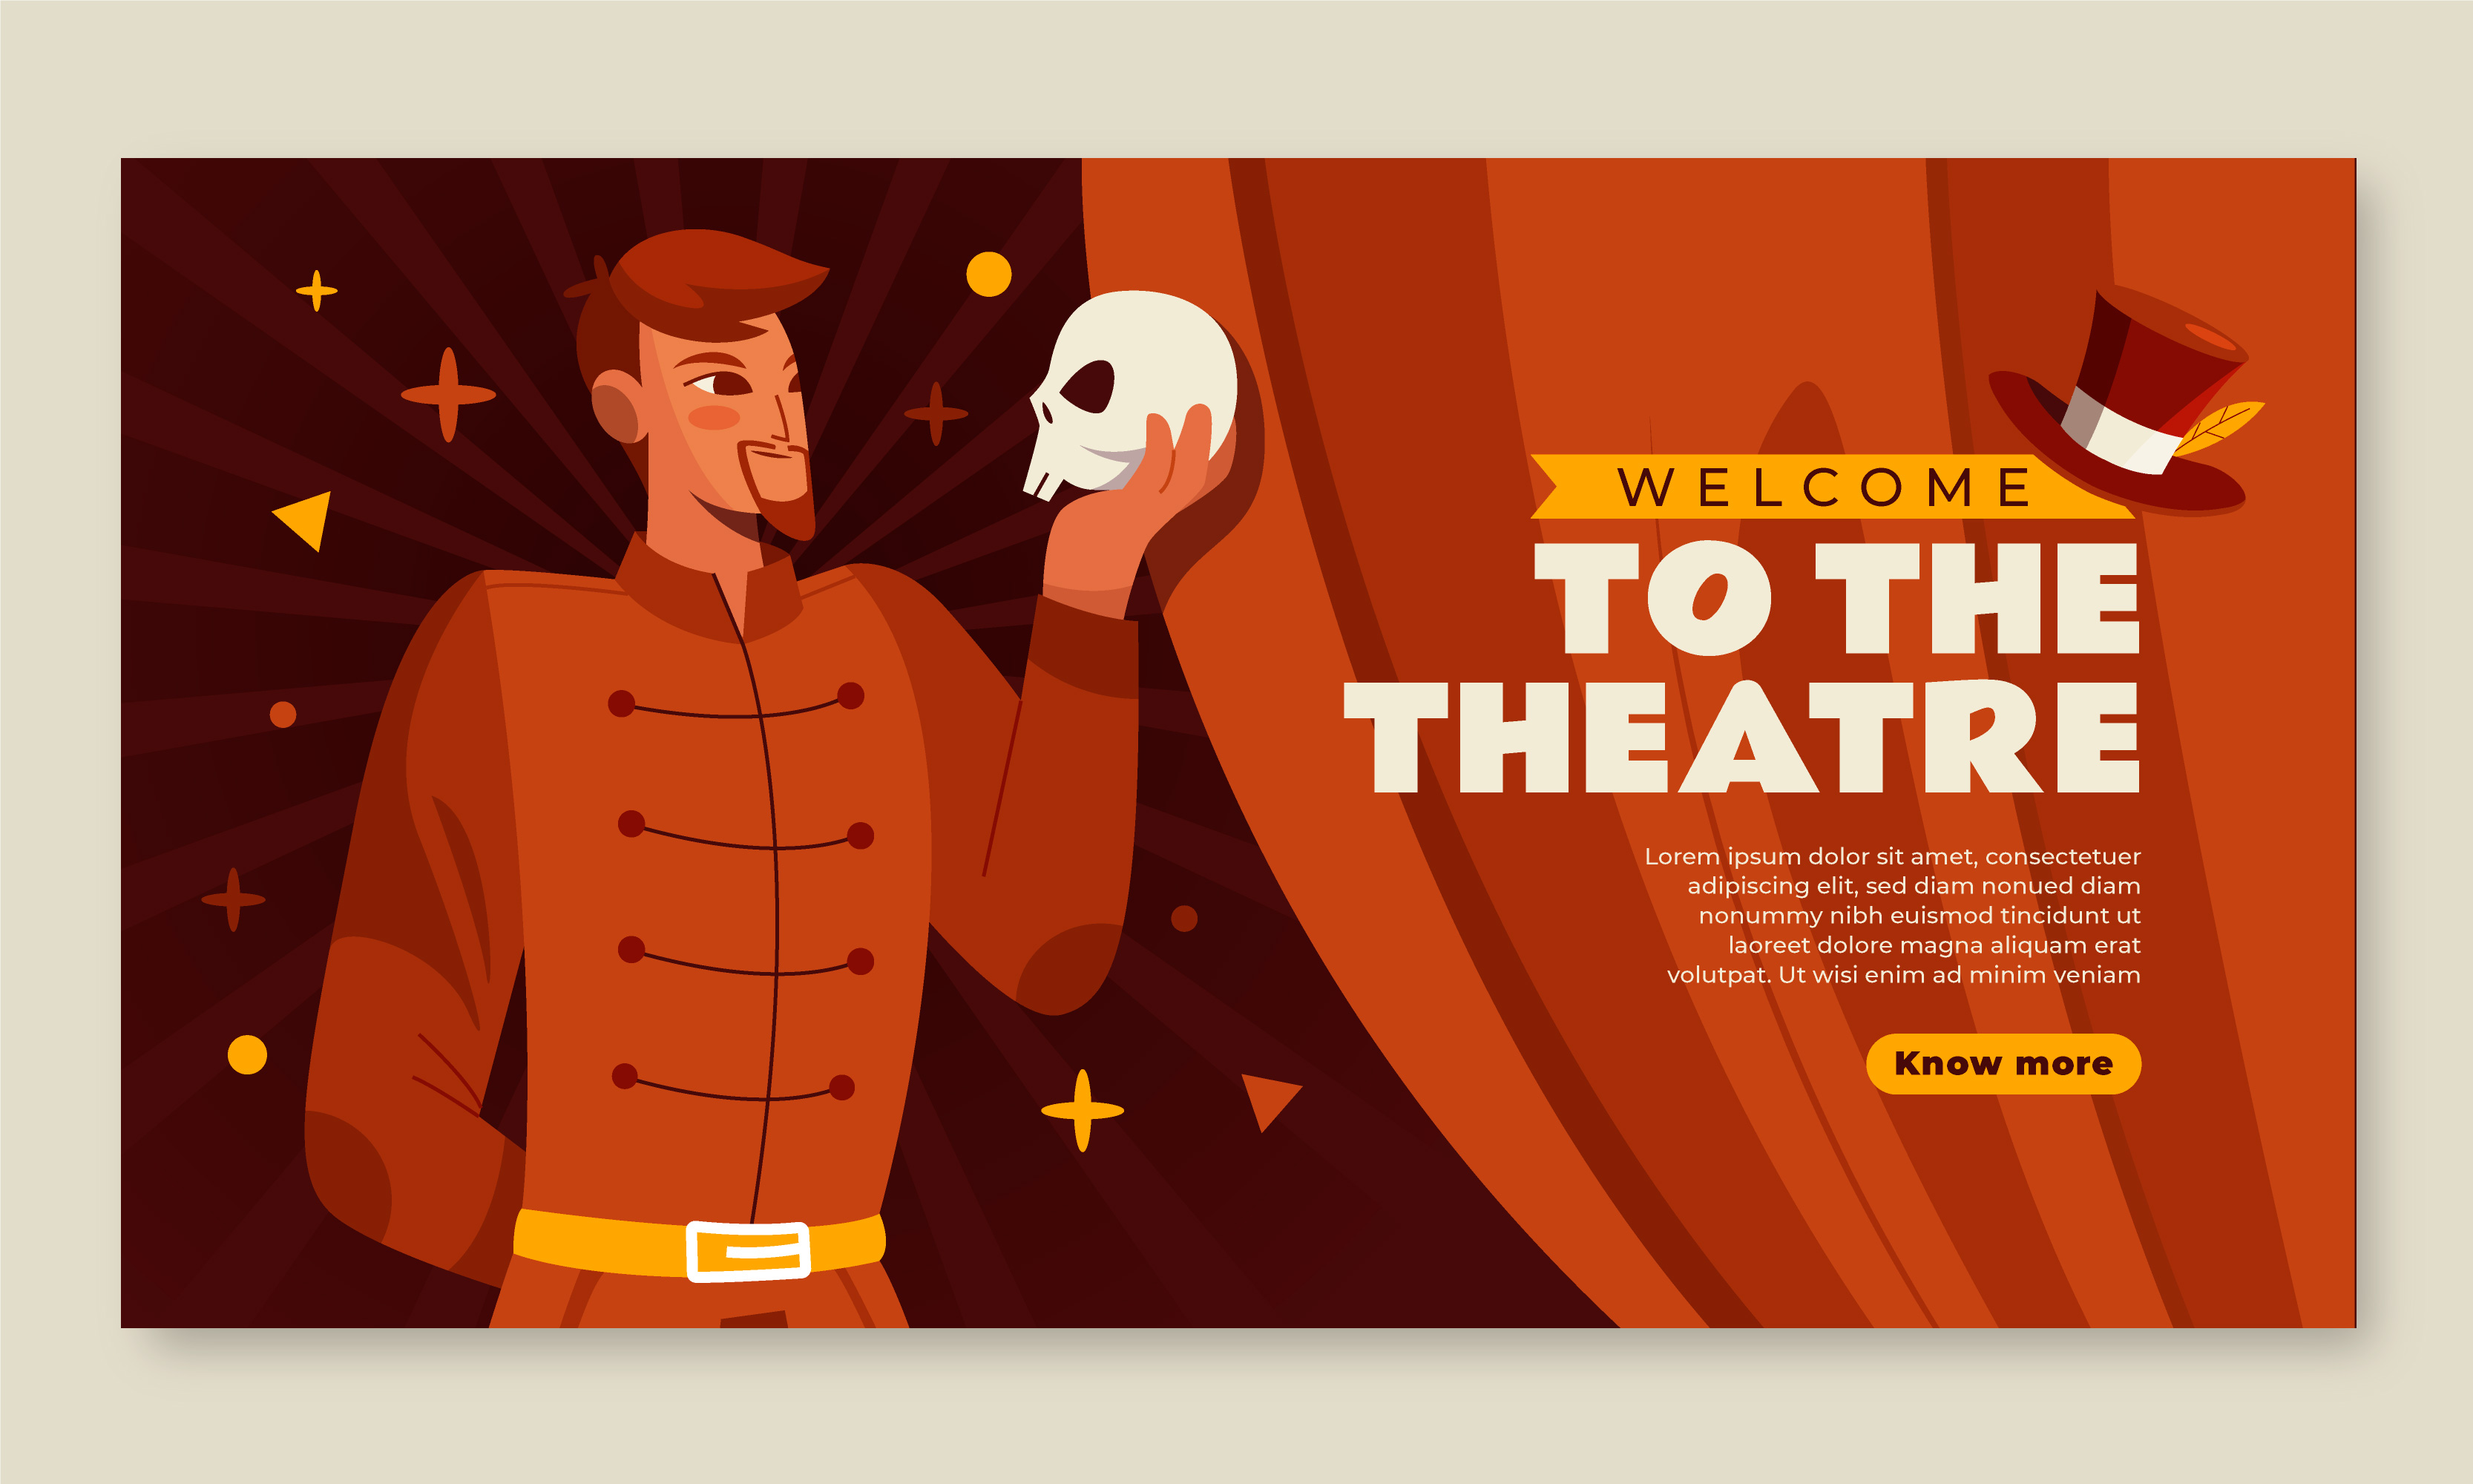 WELCOME
TO THE
THEATRE
Lorem ipsum dolor sit amet, consectetuer
adipiscing elit, sed diam nonued diam
nonummy nibh euismod tincidunt ut
laoreet dolore magna aliquam erat
volutpat. Ut wisi enim ad minim veniam
Know more